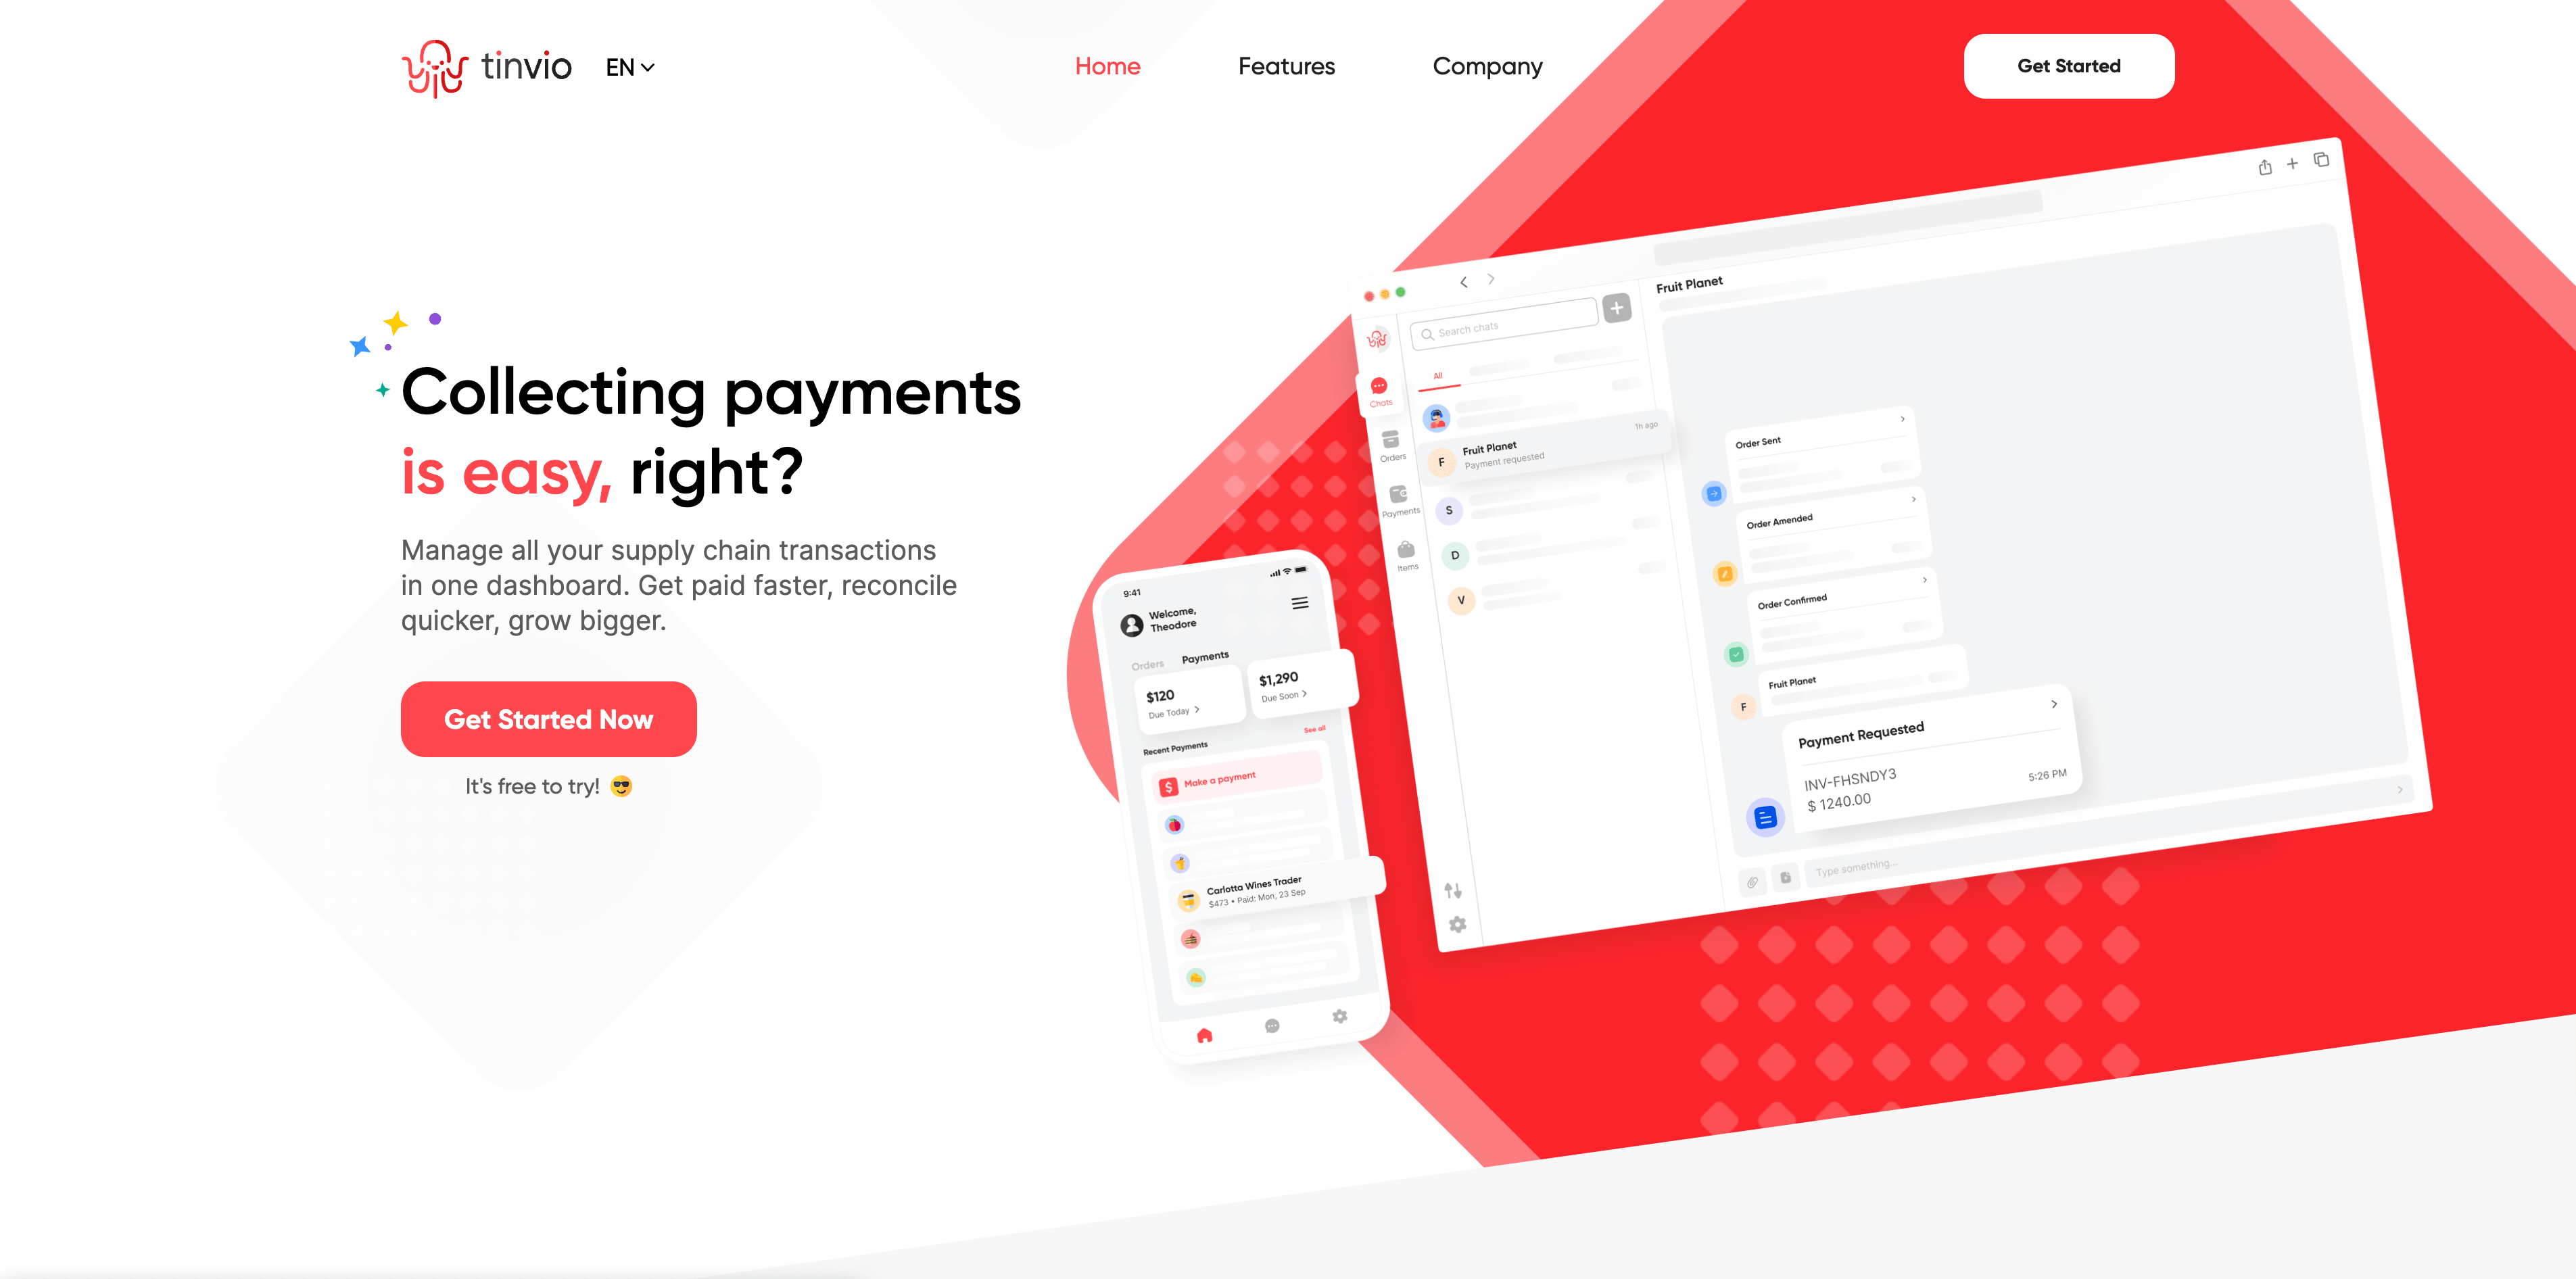 tinvio
EN
Home
Features
Company
Get Started
Collecting payments
is easy, right?
Manage all your supply chain transactions
in one dashboard. Get paid faster, reconcile
quicker, grow bigger.
Get Started Now
It's free to try! 😎
9:41
Welcome,
Theodore
Orders
Payments
$120
Due Today
$1,290
Due Soon
Recent Payments
See all
$
Make a payment
Carlotta Wines Trader
$473 • Paid: Mon, 23 Sep
Search chats
All
Chats
Orders
Payments
Items
F
Fruit Planet
1h ago
Payment requested
S
D
V
Fruit Planet
Order Sent
Order Amended
Order Confirmed
F
Fruit Planet
Payment Requested
INV-FHSNDY3
$ 1240.00
5:26 PM
Type something...